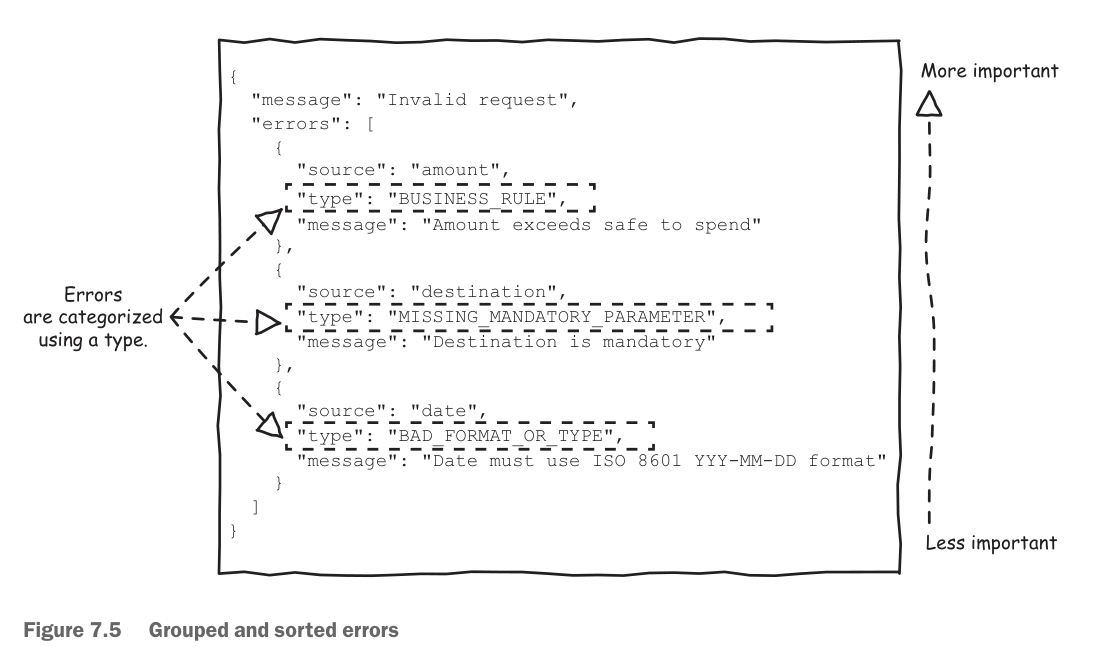 {
"message": "Invalid request",
"errors": [
{
"source": "amount",
"type": "BUSINESS_RULE",
"message": "Amount exceeds safe to spend"
},
{
"source": "destination",
"type": "MISSING_MANDATORY_PARAMETER",
"message": "Destination is mandatory"
},
{
"source": "date",
"type": "BAD_FORMAT_OR_TYPE",
"message": "Date must use ISO 8601 YYY-MM-DD format"
}
]
}
Errors
are categorized
using a type.
More important
Less important
Figure 7.5 Grouped and sorted errors